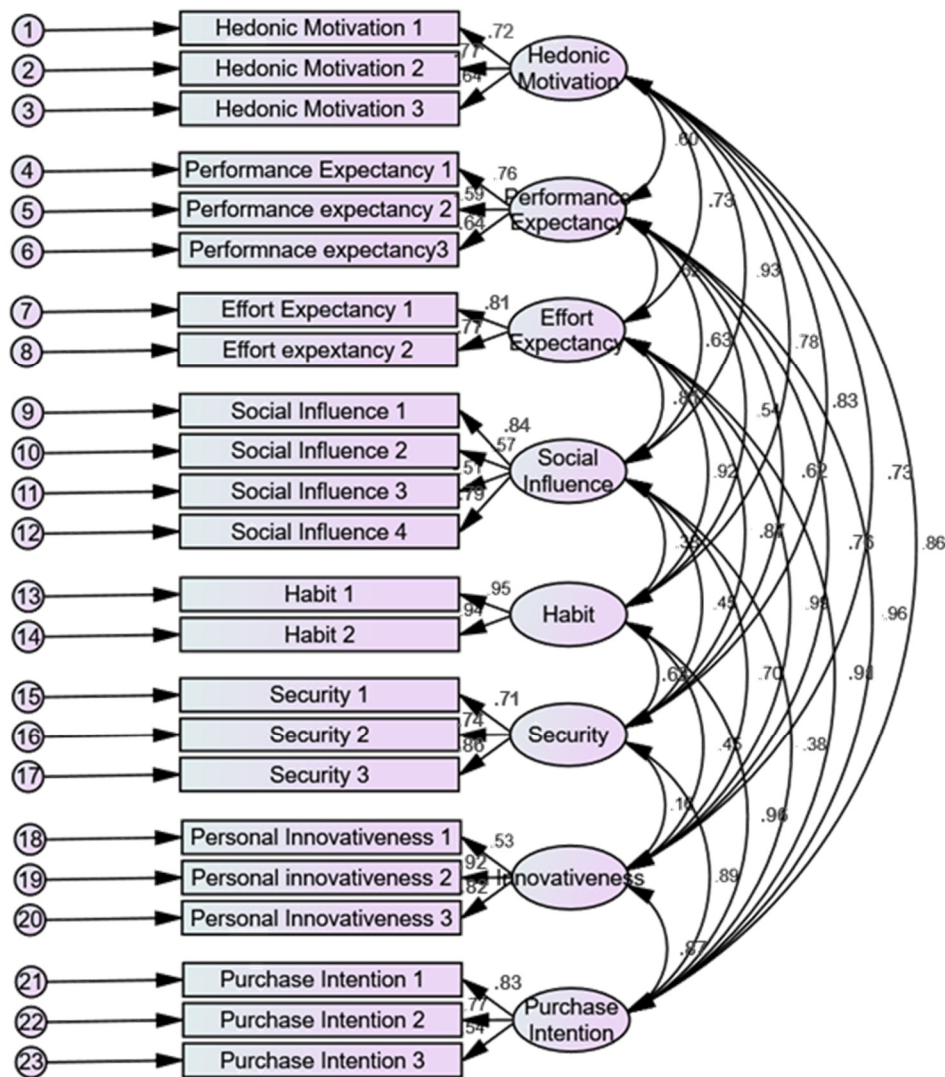 1 Hedonic Motivation 1 .72
2 Hedonic Motivation 2 .77
3 Hedonic Motivation 3 .64
Hedonic
Motivation
.60
4 Performance Expectancy 1 .76
5 Performance expectancy 2 .59
6 Performnace expectancy3 .64
Performance
Expectancy
.73
.93
7 Effort Expectancy 1 .81
8 Effort expextancy 2 .77
Effort
Expectancy
.63
.78
.54
.83
9 Social Influence 1 .84
10 Social Influence 2 .57
11 Social Influence 3 .51
12 Social Influence 4 .79
Social
Influence
.92
.62
.73
.86
13 Habit 1 .95
14 Habit 2 .94
Habit
.45
.96
15 Security 1 .71
16 Security 2 .74
17 Security 3 .86
Security
.70
.45
.38
18 Personal Innovativeness 1 .53
19 Personal innovativeness 2 .92
20 Personal Innovativeness 3 .82
Innovativeness
.96
.89
21 Purchase Intention 1 .83
22 Purchase Intention 2 .77
23 Purchase Intention 3 .54
Purchase
Intention
.87